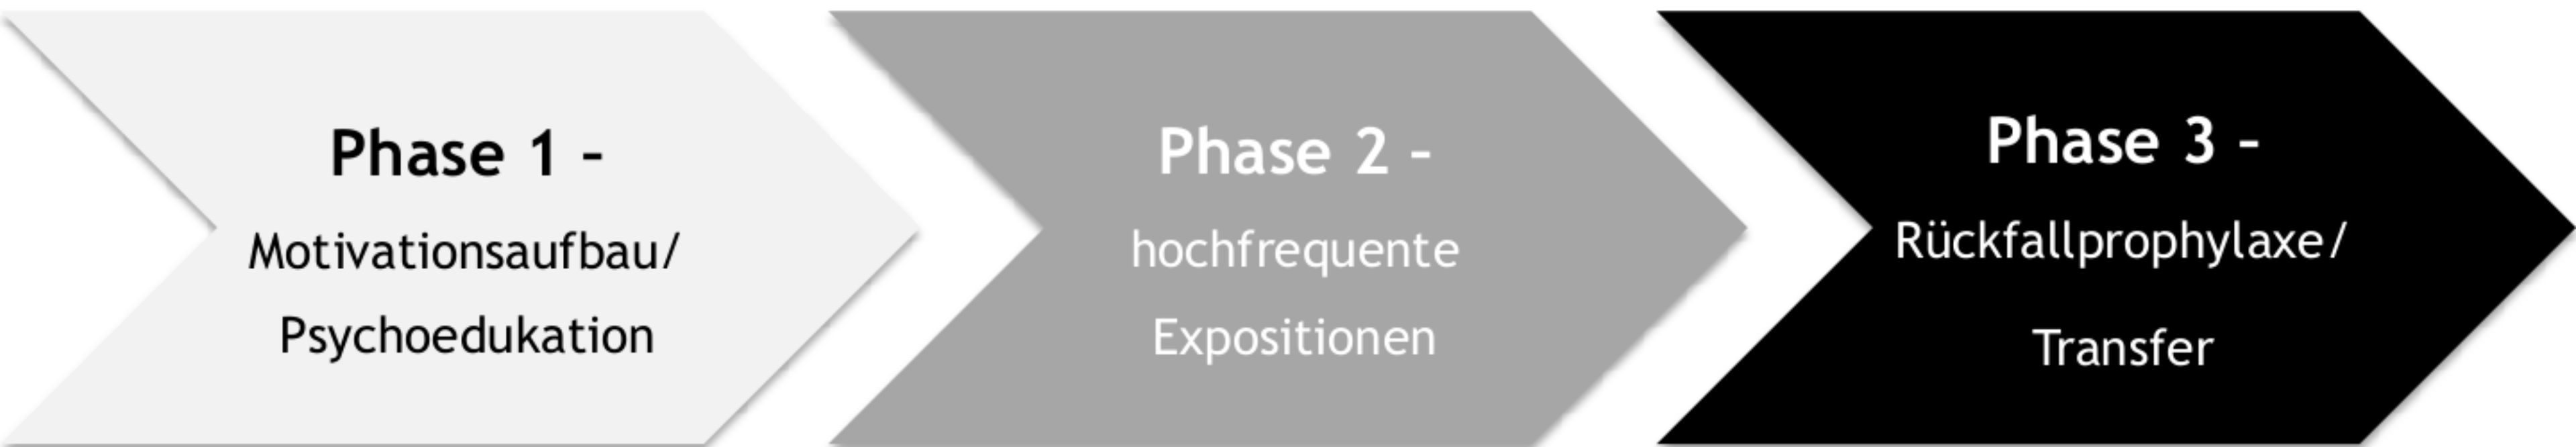 Phase 1 –
Motivationsaufbau/
Psychoedukation
Phase 2 –
hochfrequente
Expositionen
Phase 3 –
Rückfallprophylaxe/
Transfer